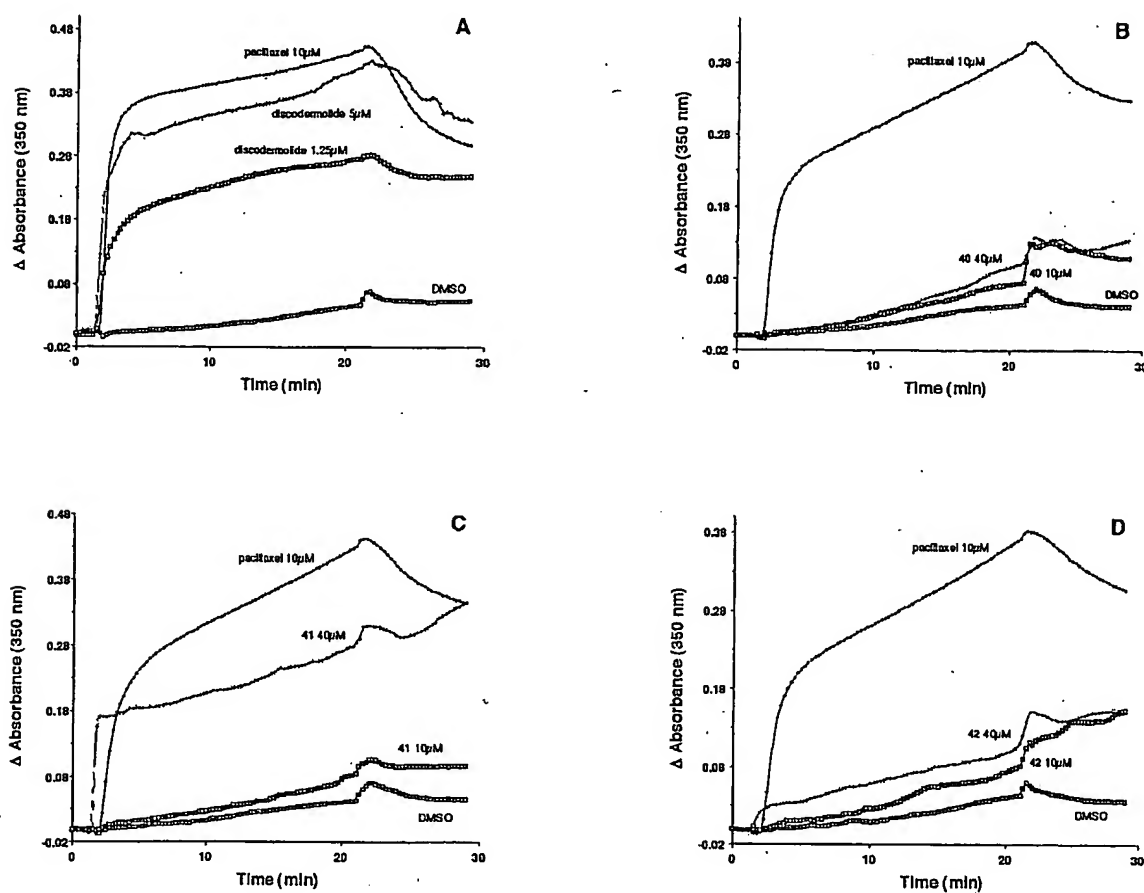 A
0.48
0.38
0.28
0.18
0.08
-0.02
Δ Absorbance (350 nm)
paclitaxel 10µM
discodermolide 5µM
discodermolide 1.25µM
DMSO
0
10
20
30
Time (min)
B
0.38
0.28
0.18
0.08
-0.02
Δ Absorbance (350 nm)
paclitaxel 10µM
40 40µM
40 10µM
DMSO
0
10
20
30
Time (min)
C
0.48
0.38
0.28
0.18
0.08
-0.02
Δ Absorbance (350 nm)
paclitaxel 10µM
41 40µM
41 10µM
DMSO
0
10
20
30
Time (min)
D
0.38
0.28
0.18
0.08
-0.02
Δ Absorbance (350 nm)
paclitaxel 10µM
42 40µM
42 10µM
DMSO
0
10
20
30
Time (min)